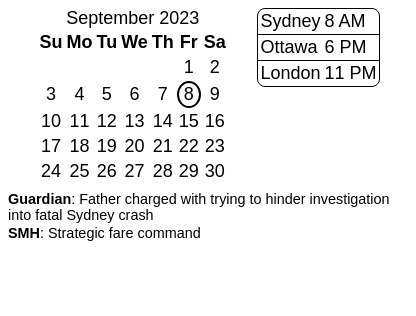 September 2023
Su Mo Tu We Th Fr Sa
1 2
3 4 5 6 7 8 9
10 11 12 13 14 15 16
17 18 19 20 21 22 23
24 25 26 27 28 29 30
Sydney 8 AM
Ottawa 6 PM
London 11 PM
Guardian: Father charged with trying to hinder investigation
into fatal Sydney crash
SMH: Strategic fare command